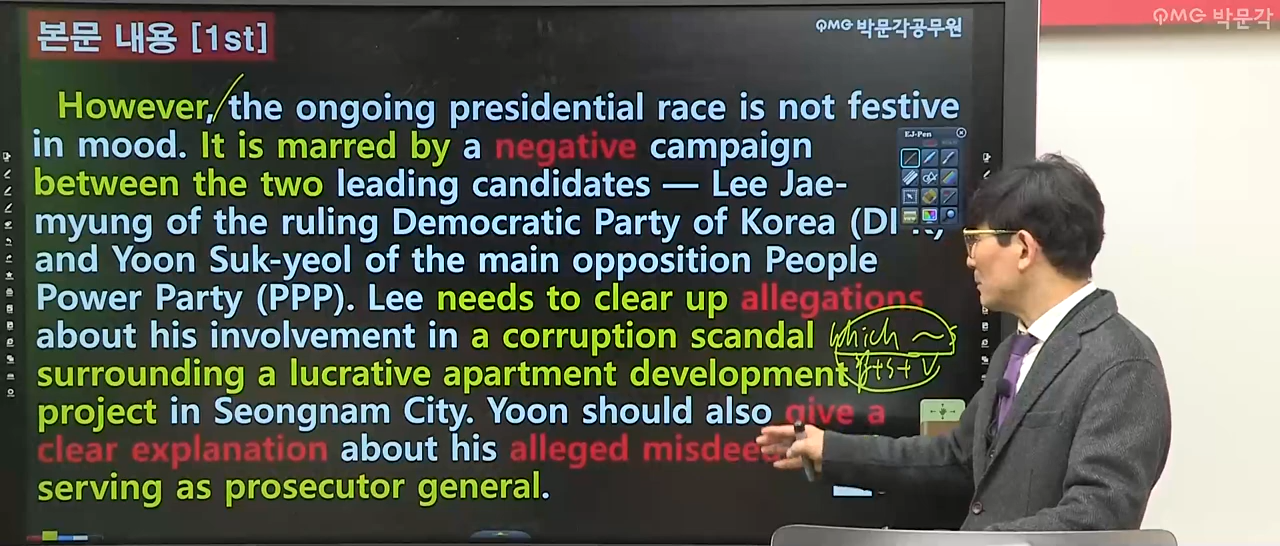 본문 내용 [1st]
PMG 박문각공무원
PMG 박문각
However, the ongoing presidential race is not festive
in mood. It is marred by a negative campaign
EJ-Pen
between the two leading candidates — Lee Jae-
myung of the ruling Democratic Party of Korea
and Yoon Suk-yeol of the main opposition People
Power Party (PPP). Lee needs to clear up allegations
about his involvement in a corruption scandal
which ~s
surrounding a lucrative apartment development
+s+v
project in Seongnam City. Yoon should also give a
clear explanation about his alleged
serving as prosecutor general.